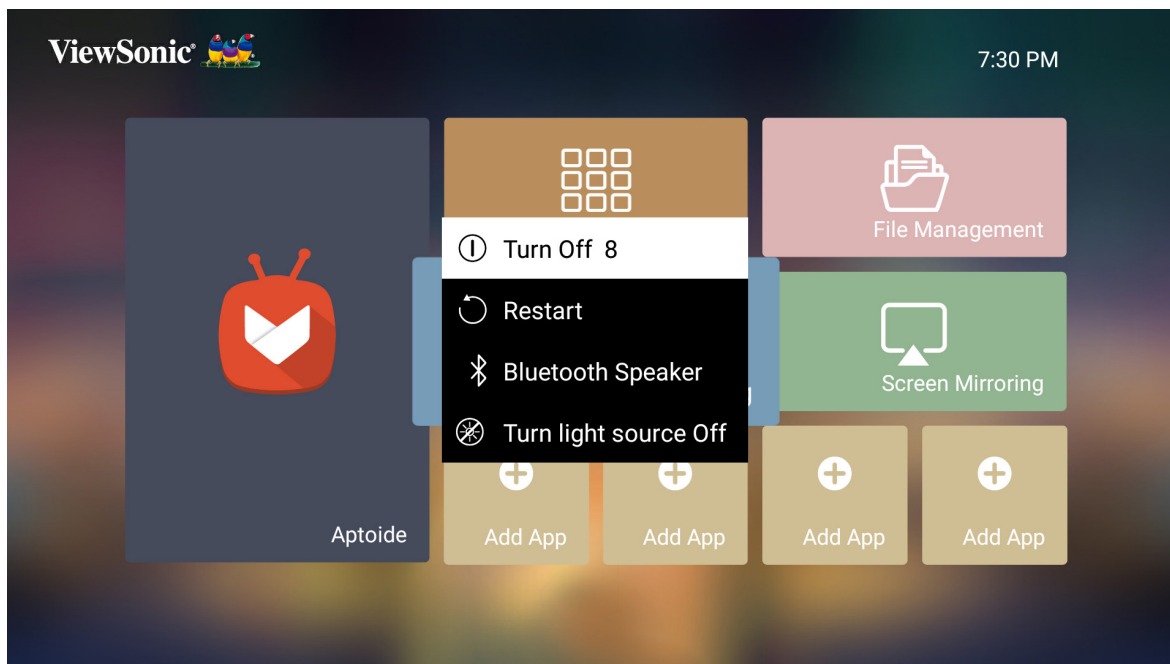 ViewSonic®
7:30 PM
File Management
Turn Off 8
Restart
Bluetooth Speaker
Screen Mirroring
Turn light source Off
Aptoide
Add App
Add App
Add App
Add App